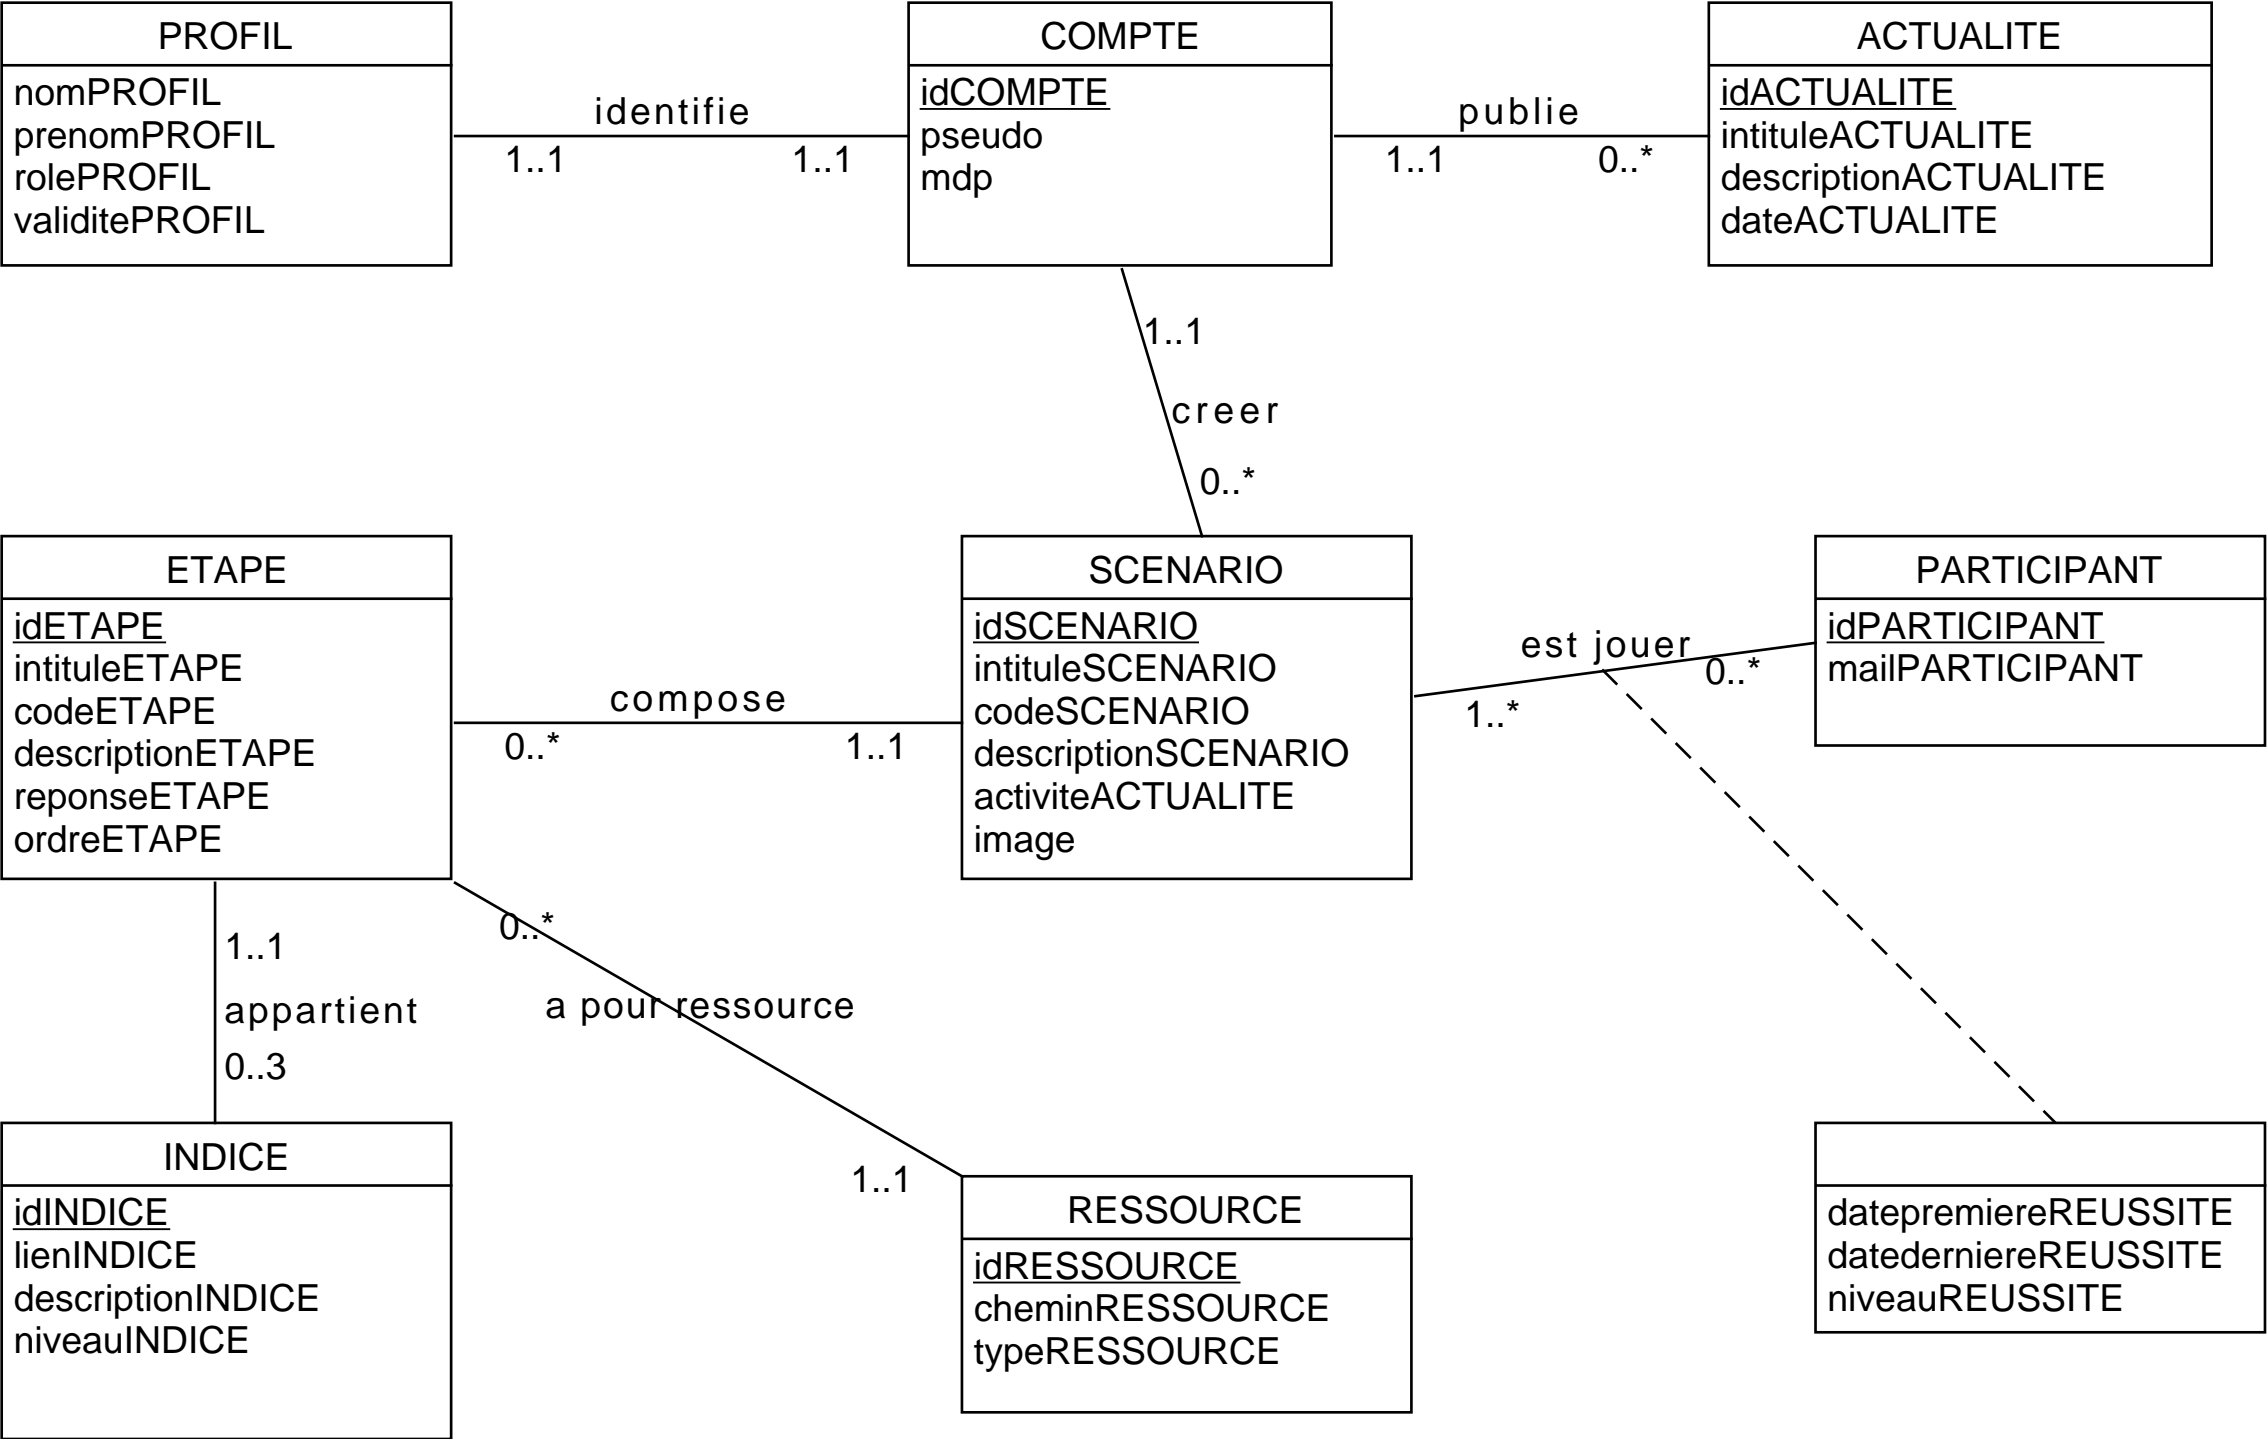 PROFIL
nomPROFIL
prenomPROFIL
rolePROFIL
validitePROFIL
identifie
1..1
1..1
COMPTE
idCOMPTE
pseudo
mdp
publie
1..1
0..*
ACTUALITE
idACTUALITE
intituleACTUALITE
descriptionACTUALITE
dateACTUALITE
1..1
creer
0..*
ETAPE
idETAPE
intituleETAPE
codeETAPE
descriptionETAPE
reponseETAPE
ordreETAPE
compose
0..*
1..1
SCENARIO
idSCENARIO
intituleSCENARIO
codeSCENARIO
descriptionSCENARIO
activiteACTUALITE
image
est jouer
1..*
0..*
PARTICIPANT
idPARTICIPANT
mailPARTICIPANT
1..1
appartient
0..3
0..*
a pour ressource
1..1
INDICE
idINDICE
lienINDICE
descriptionINDICE
niveauINDICE
RESSOURCE
idRESSOURCE
cheminRESSOURCE
typeRESSOURCE
datepremiereREUSSITE
datederniereREUSSITE
niveauREUSSITE